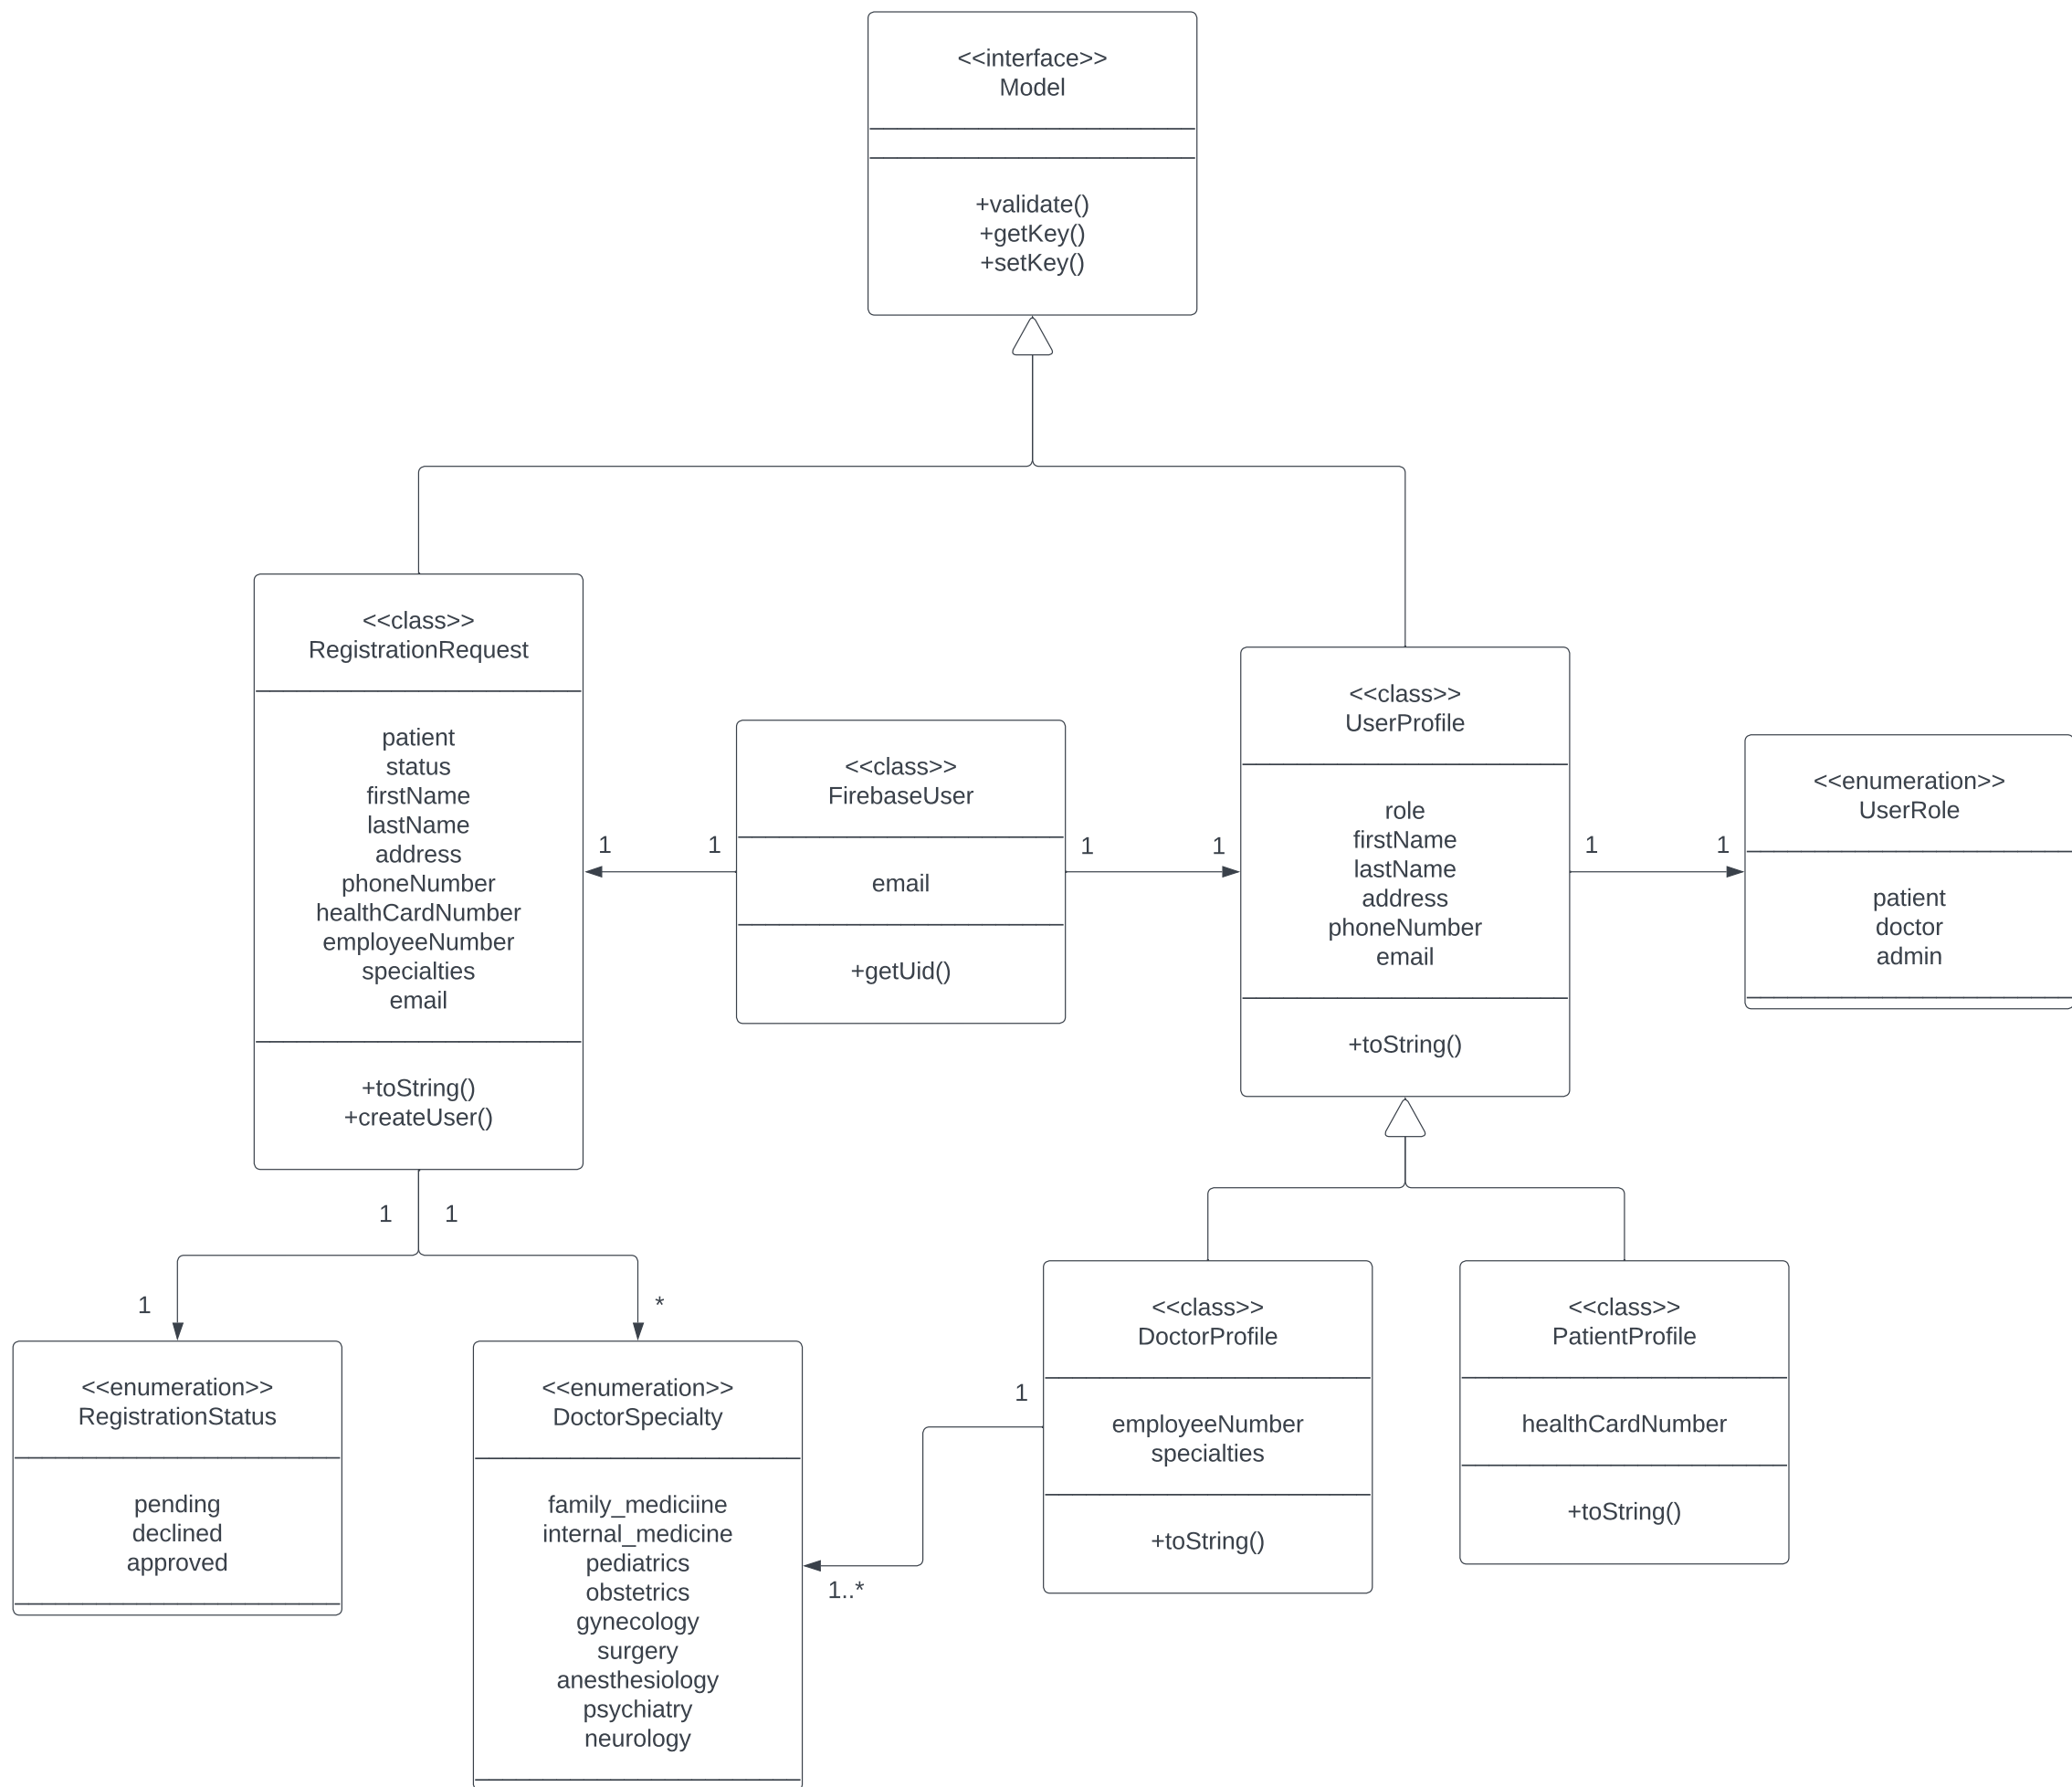 <<interface>>
Model
+validate()
+getKey()
+setKey()
<<class>>
RegistrationRequest
patient
status
firstName
lastName
address
phoneNumber
healthCardNumber
employeeNumber
specialties
email
+toString()
+createUser()
1
1
<<class>>
FirebaseUser
email
+getUid()
1
1
<<class>>
UserProfile
role
firstName
lastName
address
phoneNumber
email
+toString()
1
1
<<enumeration>>
UserRole
patient
doctor
admin
1
1
1
*
<<enumeration>>
RegistrationStatus
pending
declined
approved
<<enumeration>>
DoctorSpecialty
family_mediciine
internal_medicine
pediatrics
obstetrics
gynecology
surgery
anesthesiology
psychiatry
neurology
1
1..*
<<class>>
DoctorProfile
employeeNumber
specialties
+toString()
<<class>>
PatientProfile
healthCardNumber
+toString()